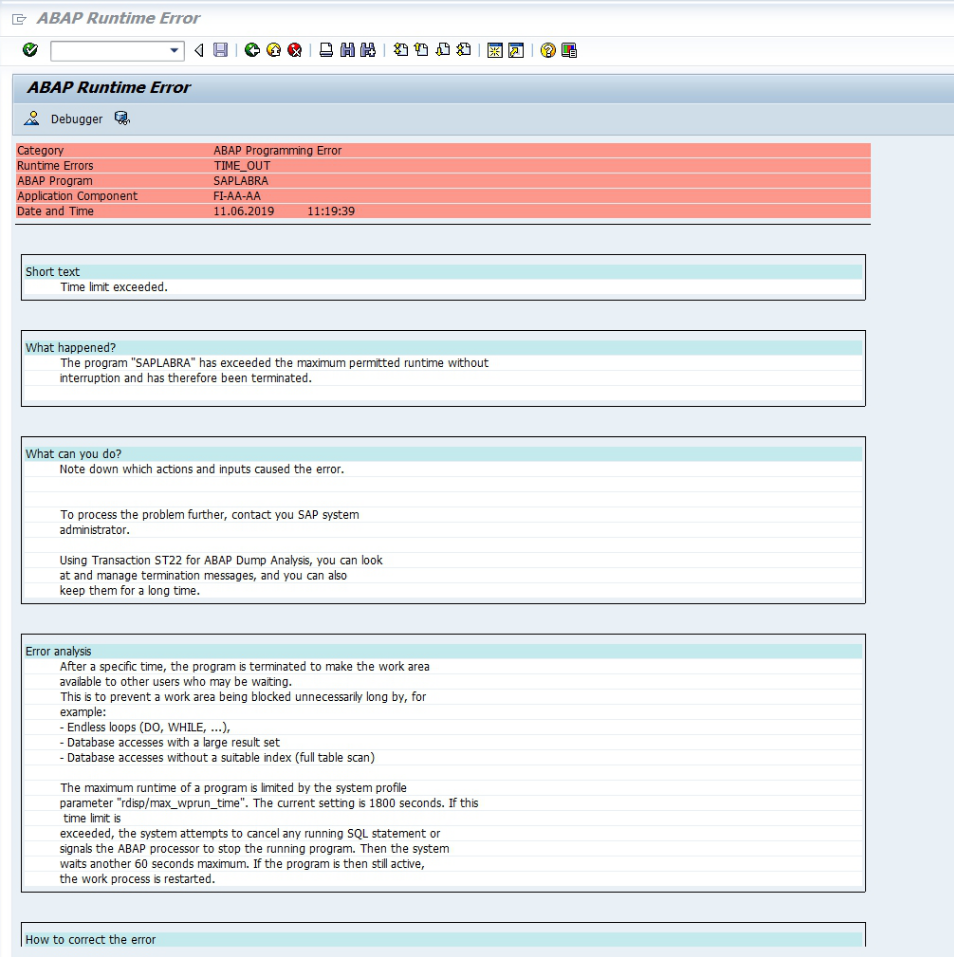 ABAP Runtime Error
ABAP Runtime Error
Debugger
Category ABAP Programming Error
Runtime Errors TIME_OUT
ABAP Program SAPLABRA
Application Component FI-AA-AA
Date and Time 11.06.2019 11:19:39
Short text
Time limit exceeded.
What happened?
The program "SAPLABRA" has exceeded the maximum permitted runtime without
interruption and has therefore been terminated.
What can you do?
Note down which actions and inputs caused the error.
To process the problem further, contact you SAP system
administrator.
Using Transaction ST22 for ABAP Dump Analysis, you can look
at and manage termination messages, and you can also
keep them for a long time.
Error analysis
After a specific time, the program is terminated to make the work area
available to other users who may be waiting.
This is to prevent a work area being blocked unnecessarily long by, for
example:
- Endless loops (DO, WHILE, ...),
- Database accesses with a large result set
- Database accesses without a suitable index (full table scan)
The maximum runtime of a program is limited by the system profile
parameter "rdisp/max_wprun_time". The current setting is 1800 seconds. If this
time limit is
exceeded, the system attempts to cancel any running SQL statement or
signals the ABAP processor to stop the running program. Then the system
waits another 60 seconds maximum. If the program is then still active,
the work process is restarted.
How to correct the error